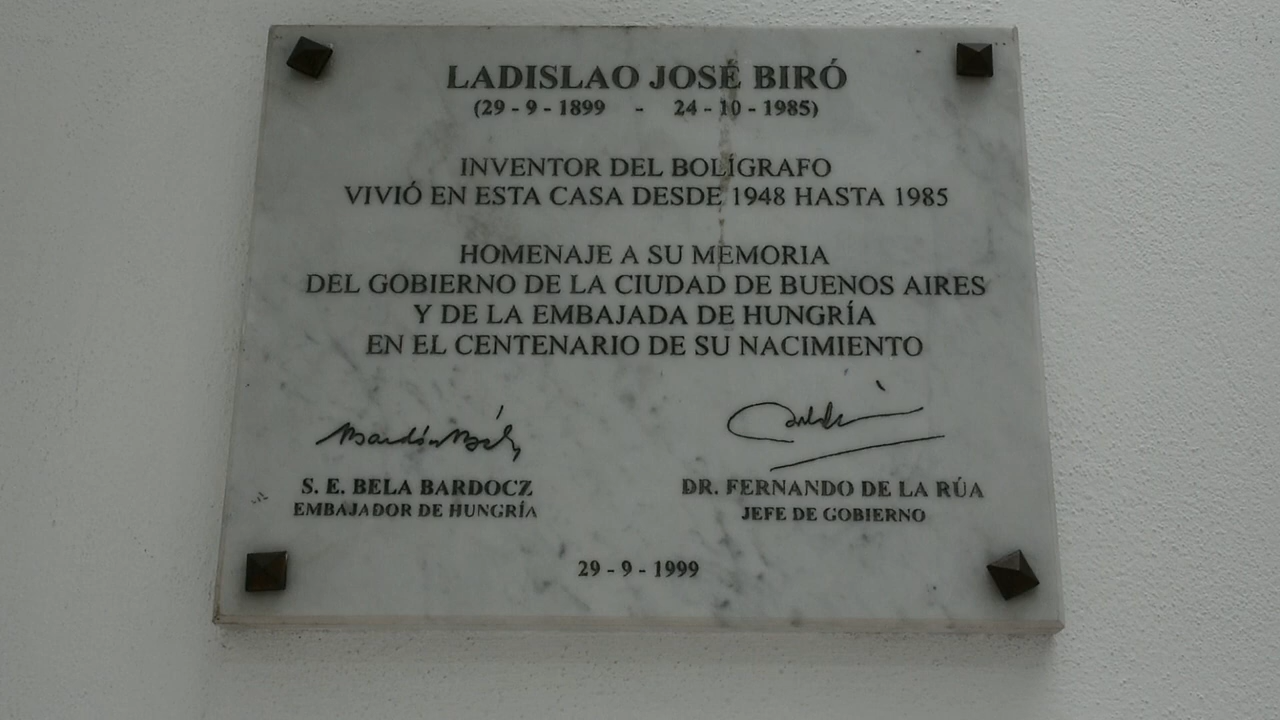 LADISLAO JOSÉ BIRÓ
(29 - 9 - 1899 - 24 - 10 - 1985)
INVENTOR DEL BOLÍGRAFO
VIVIÓ EN ESTA CASA DESDE 1948 HASTA 1985
HOMENAJE A SU MEMORIA
DEL GOBIERNO DE LA CIUDAD DE BUENOS AIRES
Y DE LA EMBAJADA DE HUNGRÍA
EN EL CENTENARIO DE SU NACIMIENTO
S. E. BELA BARDOCZ
EMBAJADOR DE HUNGRÍA
DR. FERNANDO DE LA RÚA
JEFE DE GOBIERNO
29 - 9 - 1999